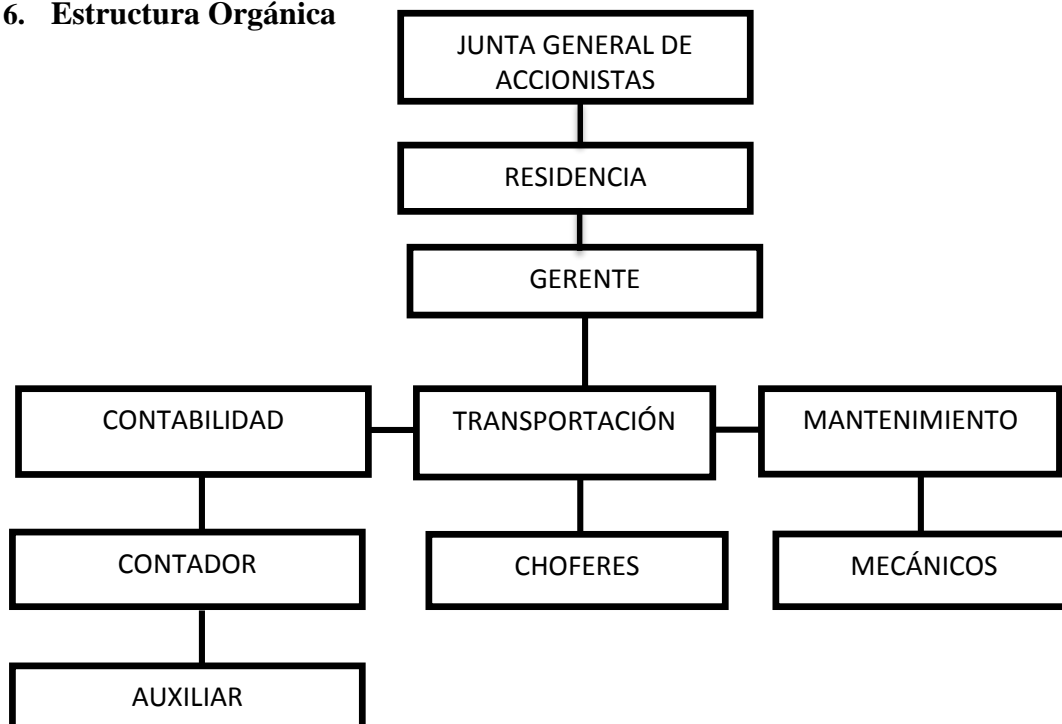 6. Estructura Orgánica
JUNTA GENERAL DE
ACCIONISTAS
RESIDENCIA
GERENTE
CONTABILIDAD
TRANSPORTACIÓN
MANTENIMIENTO
CONTADOR
CHOFERES
MECÁNICOS
AUXILIAR